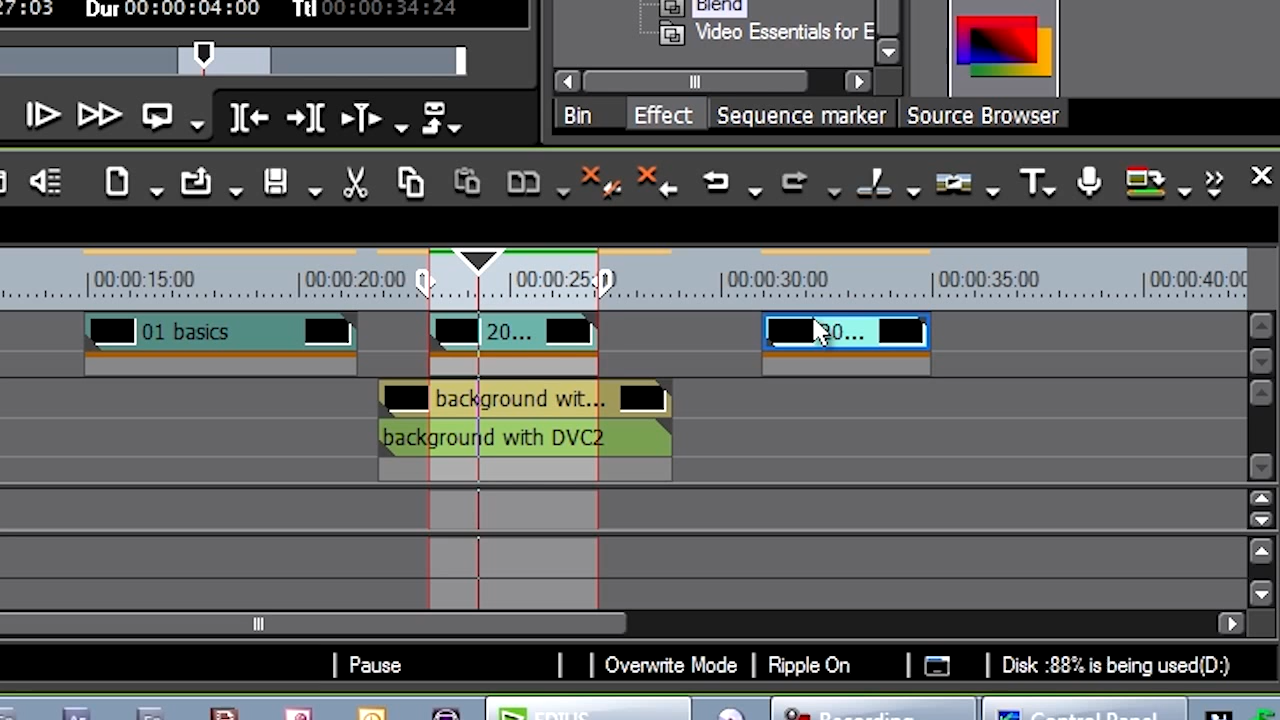 27:03 Dur 00:00:04:00 Ttl 00:00:34:24
Blend
Video Essentials for E
Bin Effect Sequence marker Source Browser
00:00:15:00 00:00:20:00 00:00:25: 00:00:30:00 00:00:35:00 00:00:40:00
01 basics 20... 20...
background wit...
background with DVC2
Pause Overwrite Mode Ripple On Disk :88% is being used(D:)
EDIUS Recording Control Panel